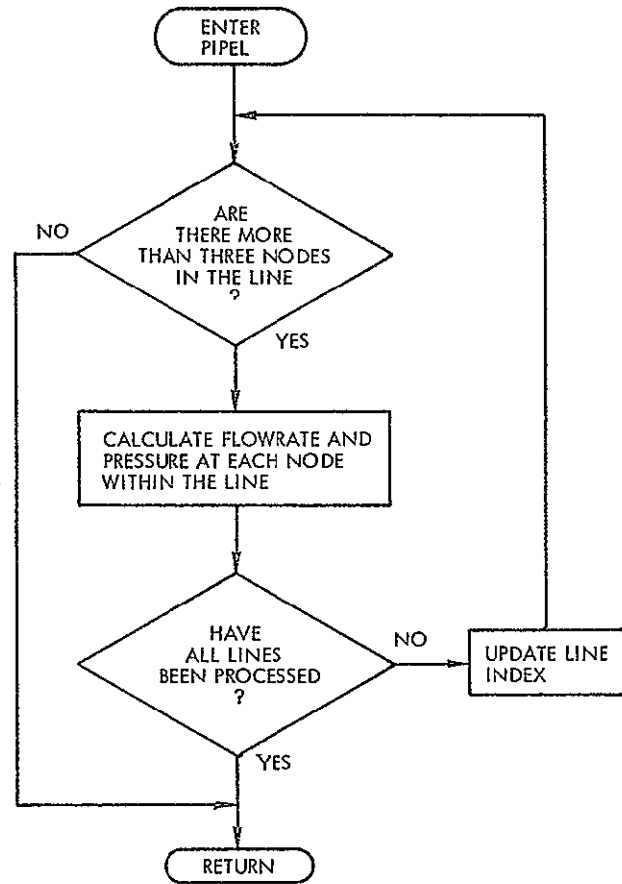 ENTER
PIPEL
ARE
THERE MORE
THAN THREE NODES
IN THE LINE
?
NO
YES
CALCULATE FLOWRATE AND
PRESSURE AT EACH NODE
WITHIN THE LINE
HAVE
ALL LINES
BEEN PROCESSED
?
NO
UPDATE LINE
INDEX
YES
RETURN